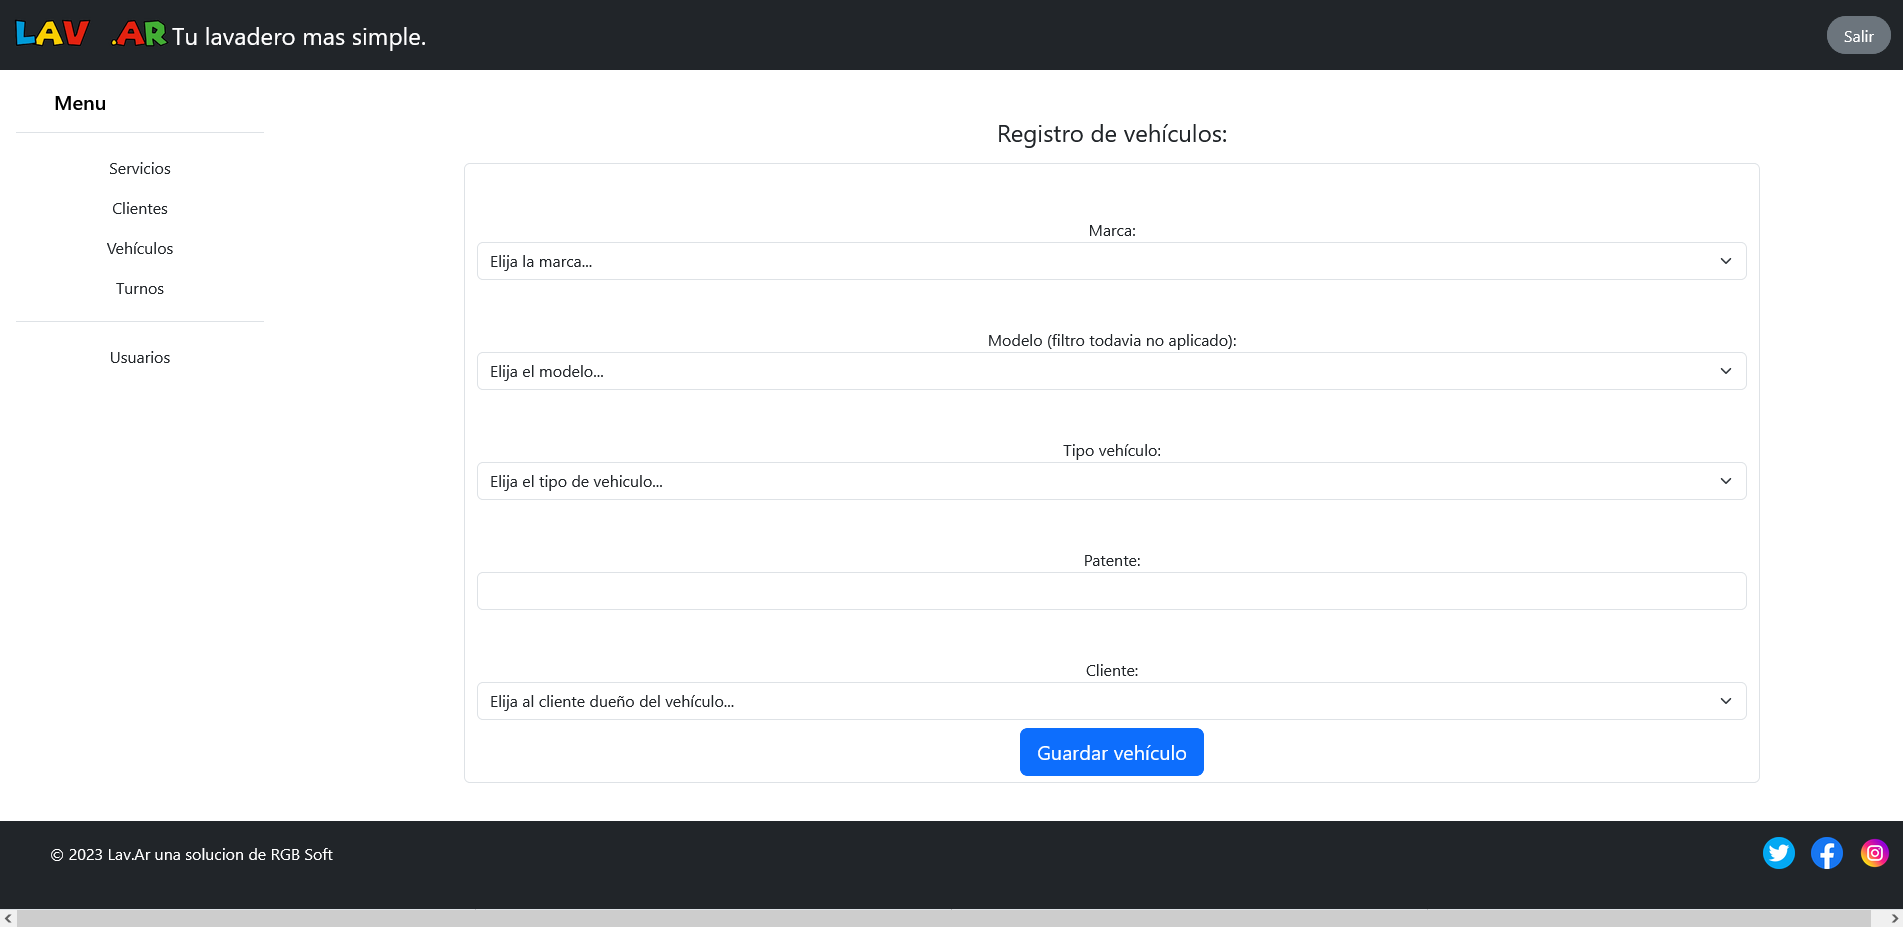 LAV .AR Tu lavadero mas simple.
Salir
Menu
Servicios
Clientes
Vehículos
Turnos
Usuarios
Registro de vehículos:
Marca:
Elija la marca...
Modelo (filtro todavia no aplicado):
Elija el modelo...
Tipo vehículo:
Elija el tipo de vehiculo...
Patente:
Cliente:
Elija al cliente dueño del vehículo...
Guardar vehículo
© 2023 Lav.Ar una solucion de RGB Soft